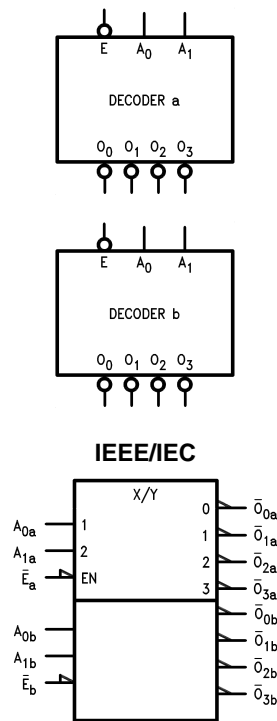 E A₀ A₁
DECODER a
O₀ O₁ O₂ O₃
E A₀ A₁
DECODER b
O₀ O₁ O₂ O₃
IEEE/IEC
X/Y
A₀ₐ 1 0 Ō₀ₐ
A₁ₐ 2 1 Ō₁ₐ
Ēₐ EN 2 Ō₂ₐ
3 Ō₃ₐ
A0b Ō0b
A1b Ō1b
Ēb Ō2b
Ō3b